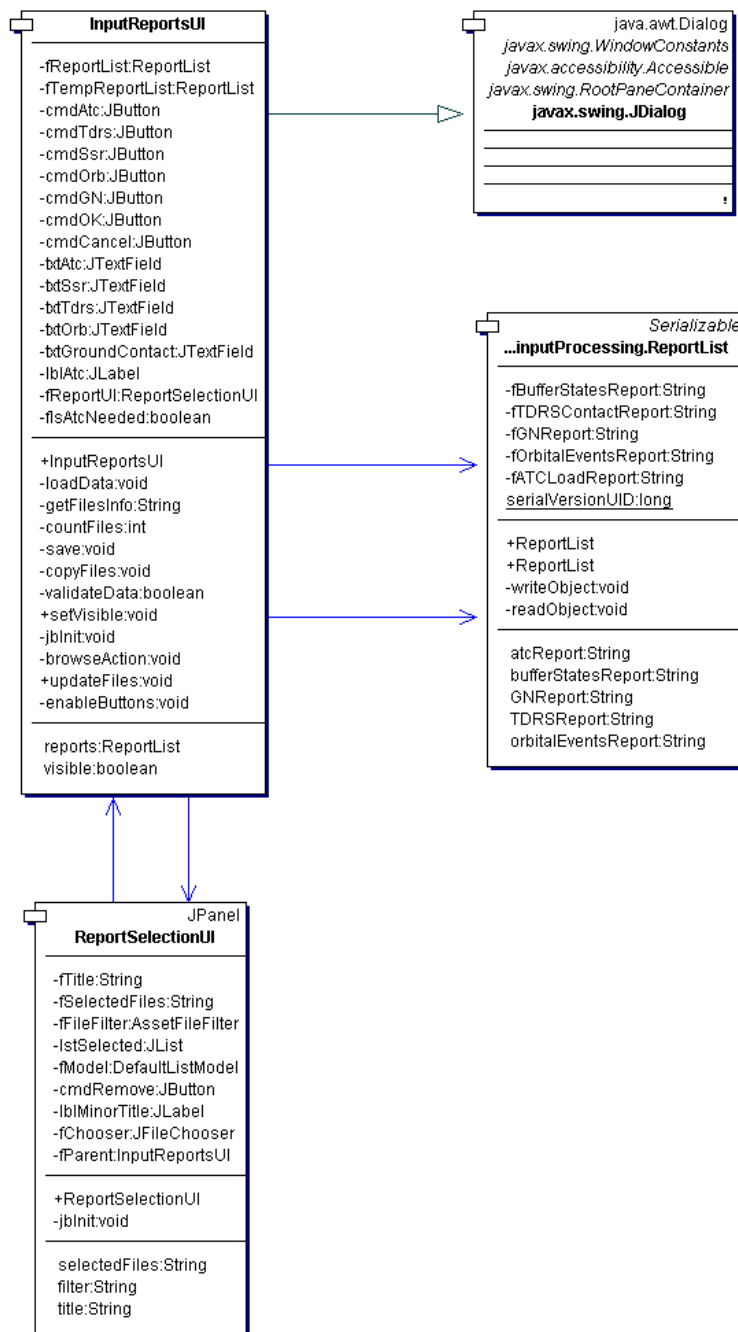 InputReportsUI
-fReportList:ReportList
-fTempReportList:ReportList
-cmdAtc:JButton
-cmdTdrs:JButton
-cmdSsr:JButton
-cmdOrb:JButton
-cmdGN:JButton
-cmdOK:JButton
-cmdCancel:JButton
-txtAtc:JTextField
-txtSsr:JTextField
-txtTdrs:JTextField
-txtOrb:JTextField
-txtGroundContact:JTextField
-lblAtc:JLabel
-fReportUI:ReportSelectionUI
-fIsAtcNeeded:boolean
+InputReportsUI
-loadData:void
-getFilesInfo:String
-countFiles:int
-save:void
-copyFiles:void
-validateData:boolean
+setVisible:void
-jbInit:void
-browseAction:void
+updateFiles:void
-enableButtons:void
reports:ReportList
visible:boolean
java.awt.Dialog
javax.swing.WindowConstants
javax.accessibility.Accessible
javax.swing.RootPaneContainer
javax.swing.JDialog
!
Serializable
...inputProcessing.ReportList
-fBufferStatesReport:String
-fTDRSContactReport:String
-fGNReport:String
-fOrbitalEventsReport:String
-fATCLoadReport:String
serialVersionUID:long
+ReportList
+ReportList
-writeObject:void
-readObject:void
atcReport:String
bufferStatesReport:String
GNReport:String
TDRSReport:String
orbitalEventsReport:String
JPanel
ReportSelectionUI
-fTitle:String
-fSelectedFiles:String
-fFileFilter:AssetFileFilter
-lstSelected:JList
-fModel:DefaultListModel
-cmdRemove:JButton
-lblMinorTitle:JLabel
-fChooser:JFileChooser
-fParent:InputReportsUI
+ReportSelectionUI
-jbInit:void
selectedFiles:String
filter:String
title:String